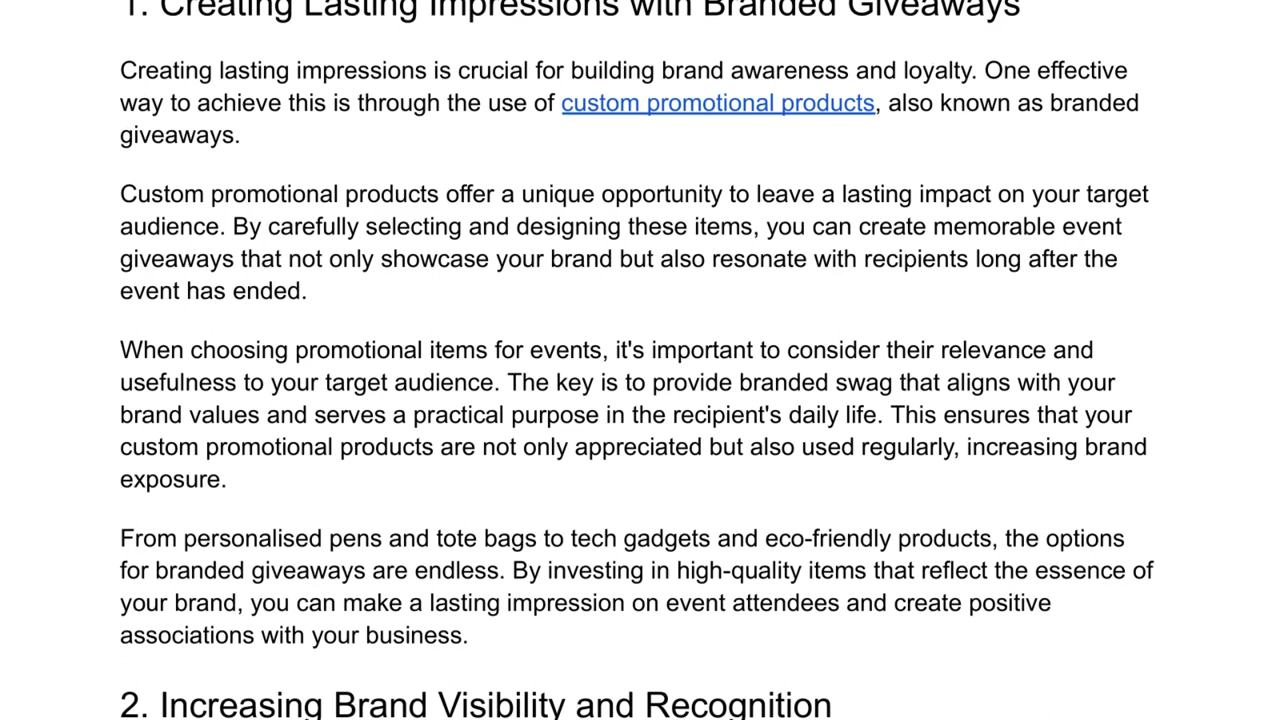 1. Creating Lasting Impressions with Branded Giveaways
Creating lasting impressions is crucial for building brand awareness and loyalty. One effective
way to achieve this is through the use of custom promotional products, also known as branded
giveaways.
Custom promotional products offer a unique opportunity to leave a lasting impact on your target
audience. By carefully selecting and designing these items, you can create memorable event
giveaways that not only showcase your brand but also resonate with recipients long after the
event has ended.
When choosing promotional items for events, it's important to consider their relevance and
usefulness to your target audience. The key is to provide branded swag that aligns with your
brand values and serves a practical purpose in the recipient's daily life. This ensures that your
custom promotional products are not only appreciated but also used regularly, increasing brand
exposure.
From personalised pens and tote bags to tech gadgets and eco-friendly products, the options
for branded giveaways are endless. By investing in high-quality items that reflect the essence of
your brand, you can make a lasting impression on event attendees and create positive
associations with your business.
2. Increasing Brand Visibility and Recognition